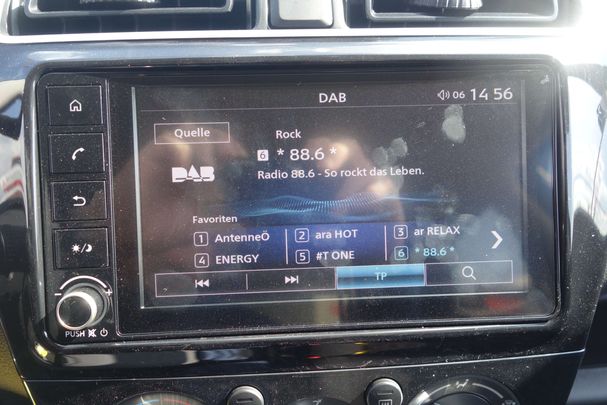 DAB
06 14 56
Quelle
Rock
6 * 88.6 *
DAB
Radio 88.6 - So rockt das Leben.
Favoriten
1 AntenneÖ 2 ara HOT 3 ar RELAX
4 ENERGY 5 #T ONE 6 * 88.6 *
TP
PUSH